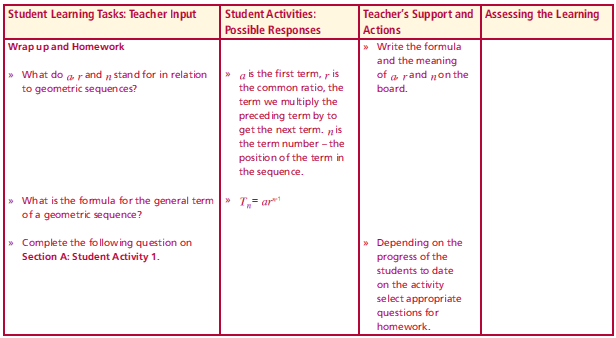 Student Learning Tasks: Teacher Input
Student Activities:
Possible Responses
Teacher's Support and
Actions
Assessing the Learning
Wrap up and Homework
» What do a, r and n stand for in relation
to geometric sequences?
» a is the first term, r is
the common ratio, the
term we multiply the
preceding term by to
get the next term. n is
the term number – the
position of the term in
the sequence.
» Write the formula
and the meaning
of a, r and n on the
board.
» What is the formula for the general term
of a geometric sequence?
» Tₙ = arⁿ⁻¹
» Complete the following question on
Section A: Student Activity 1.
» Depending on the
progress of the
students to date
on the activity
select appropriate
questions for
homework.